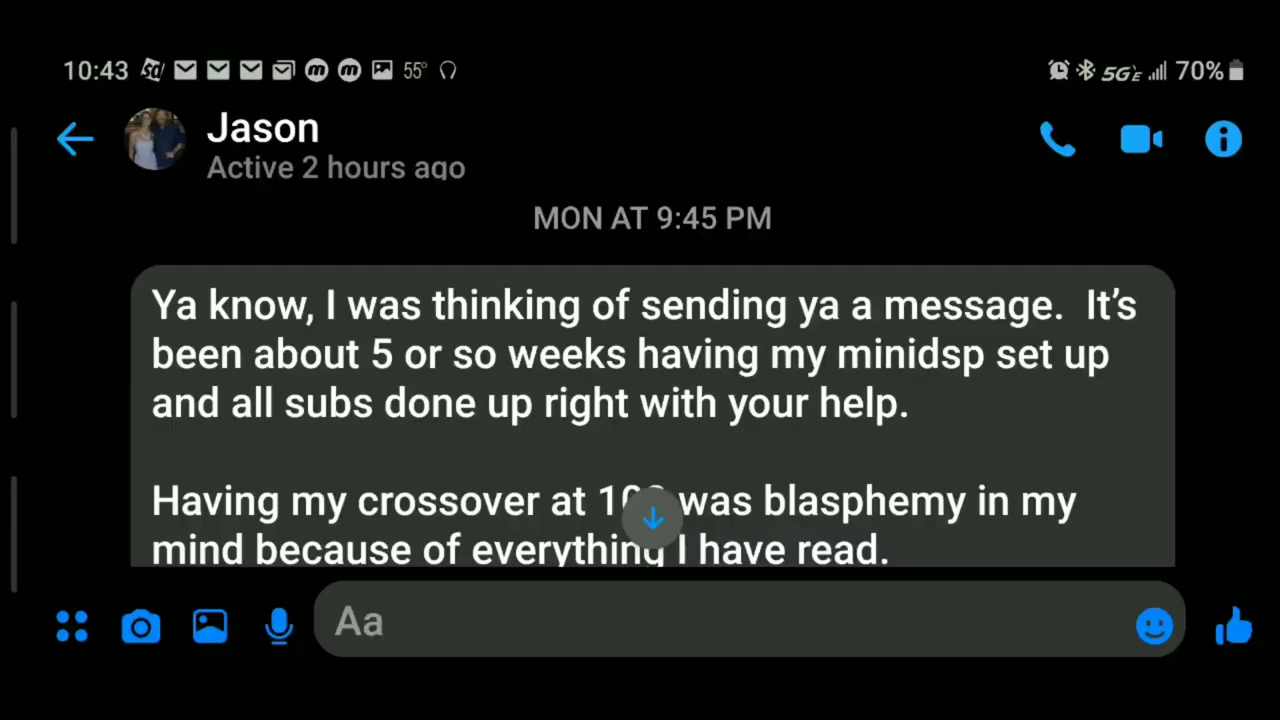 10:43 55°
5GE 70%
Jason
Active 2 hours ago
MON AT 9:45 PM
Ya know, I was thinking of sending ya a message. It’s
been about 5 or so weeks having my minidsp set up
and all subs done up right with your help.
Having my crossover at was blasphemy in my
mind because of everything I have read.
Aa